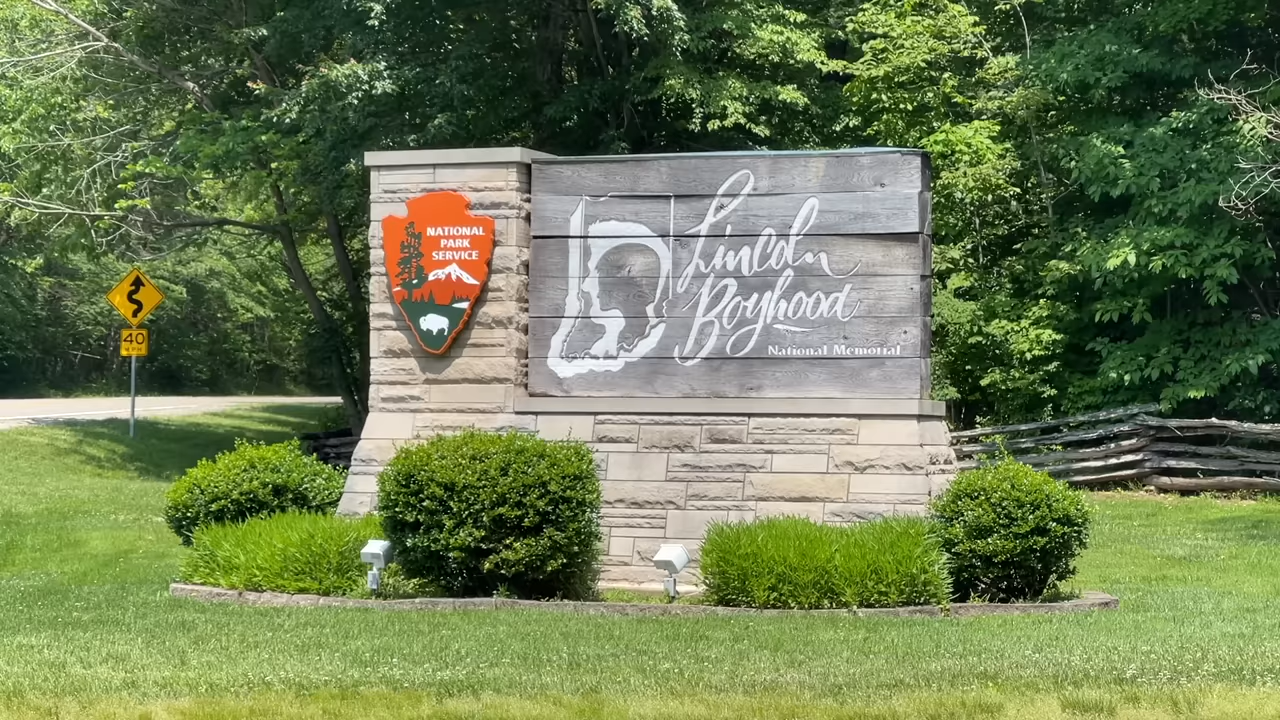 NATIONAL
PARK
SERVICE
Lincoln
Boyhood
National Memorial
40
M.P.H.